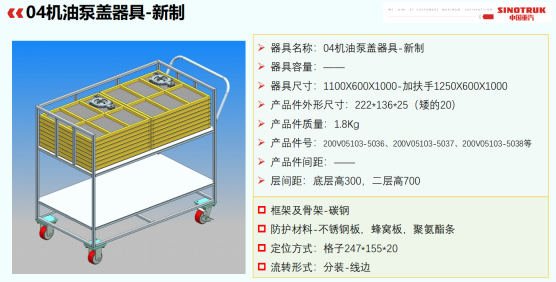 04机油泵盖器具-新制
SINOTRUK
中国重汽
器具名称：04机油泵盖器具-新制
器具容量：——
器具尺寸：1100X600X1000-加扶手1250X600X1000
产品件外形尺寸：222*136*25（矮的20）
产品件质量：1.8Kg
产品件号：200V05103-5036、200V05103-5037、200V05103-5038等
产品件间距：——
层间距：底层高300，二层高700
框架及骨架-碳钢
防护材料-不锈钢板，蜂窝板，聚氨酯条
定位方式：格子247*155*20
流转形式：分装-线边